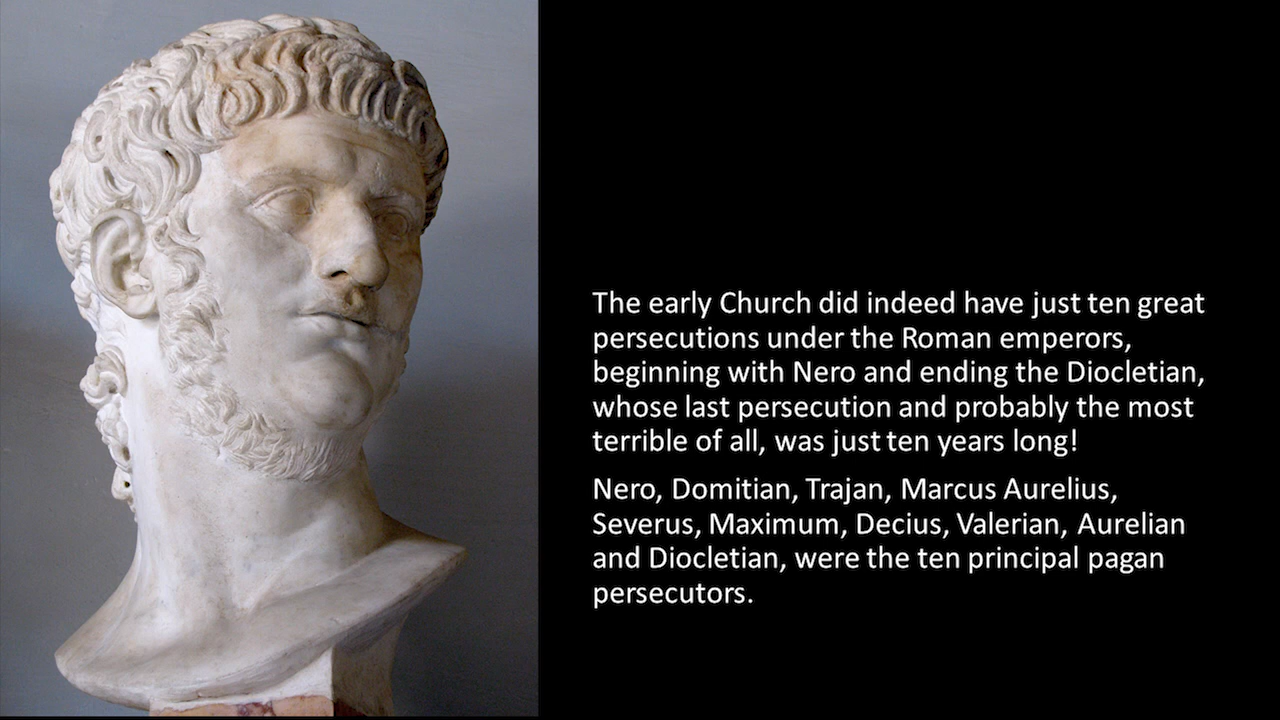 The early Church did indeed have just ten great
persecutions under the Roman emperors,
beginning with Nero and ending the Diocletian,
whose last persecution and probably the most
terrible of all, was just ten years long!
Nero, Domitian, Trajan, Marcus Aurelius,
Severus, Maximum, Decius, Valerian, Aurelian
and Diocletian, were the ten principal pagan
persecutors.